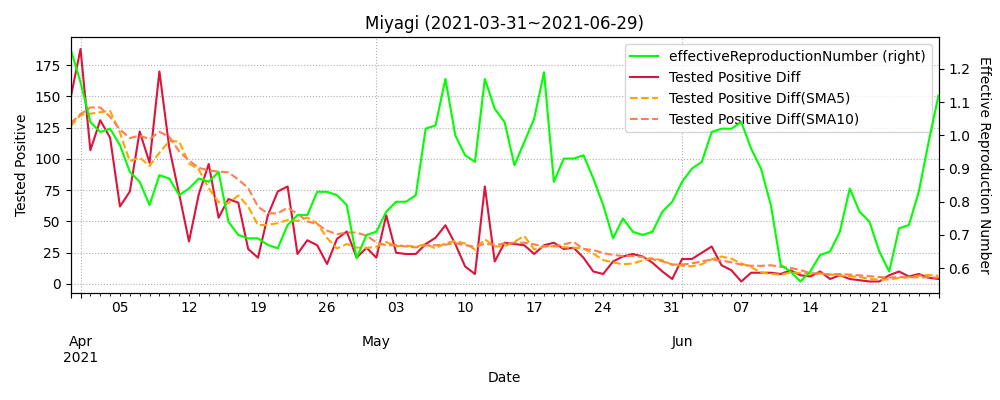 Miyagi (2021-03-31~2021-06-29)
effectiveReproductionNumber (right)
Tested Positive Diff
Tested Positive Diff(SMA5)
Tested Positive Diff(SMA10)
Tested Positive
175
150
125
100
75
50
25
0
1.2
1.1
1.0
0.9
0.8
0.7
0.6
Effective Reproduction Number
05 12 19 26 03 10 17 24 31 07 14 21
Apr May Jun
2021
Date